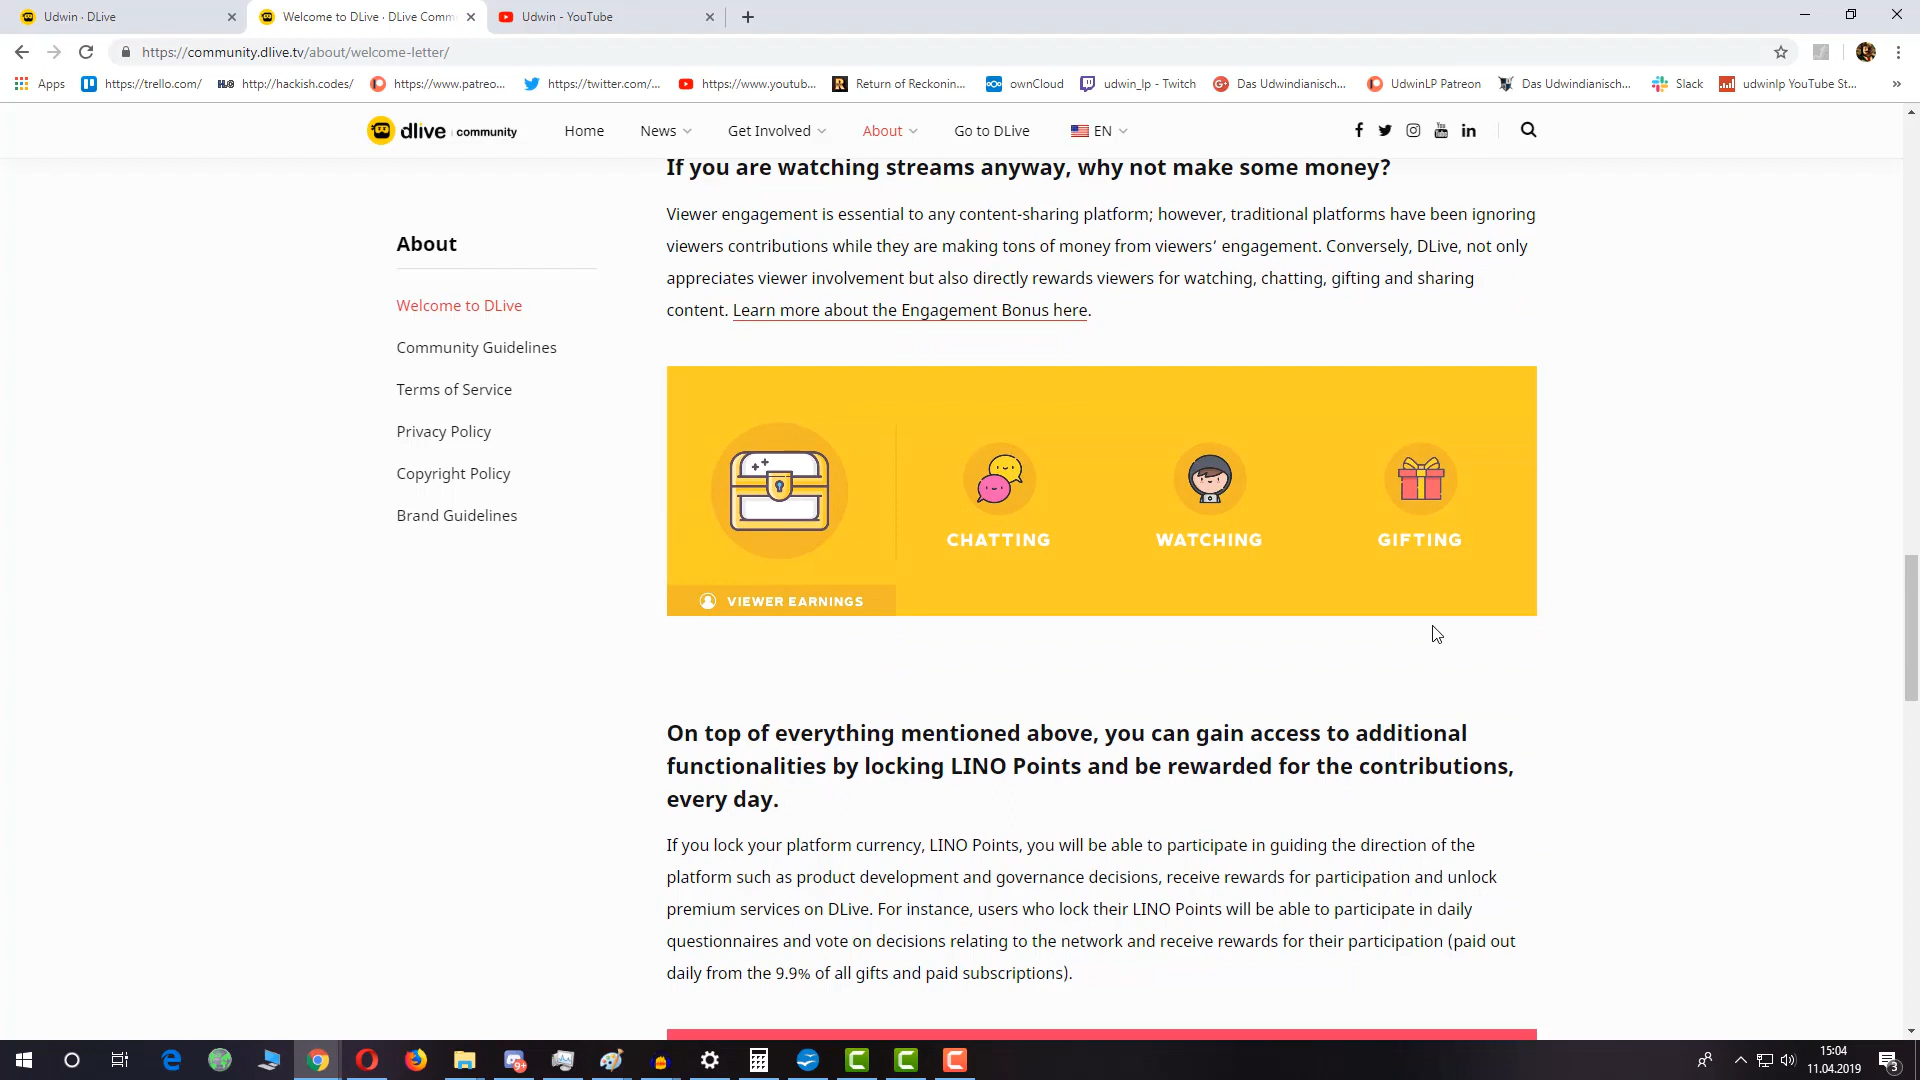 Udwin · DLive
Welcome to DLive · DLive Comm
Udwin - YouTube
https://community.dlive.tv/about/welcome-letter/
Apps
https://trello.com/
http://hackish.codes/
https://www.patreo...
https://twitter.com/...
https://www.youtub...
Return of Reckonin...
ownCloud
udwin_lp - Twitch
Das Udwindianisch...
UdwinLP Patreon
Das Udwindianisch...
Slack
udwinlp YouTube St...
»
dlive | community
Home
News
Get Involved
About
Go to DLive
EN
If you are watching streams anyway, why not make some money?
Viewer engagement is essential to any content-sharing platform; however, traditional platforms have been ignoring
viewers contributions while they are making tons of money from viewers’ engagement. Conversely, DLive, not only
appreciates viewer involvement but also directly rewards viewers for watching, chatting, gifting and sharing
content. Learn more about the Engagement Bonus here.
About
Welcome to DLive
Community Guidelines
Terms of Service
Privacy Policy
Copyright Policy
Brand Guidelines
CHATTING
WATCHING
GIFTING
VIEWER EARNINGS
On top of everything mentioned above, you can gain access to additional
functionalities by locking LINO Points and be rewarded for the contributions,
every day.
If you lock your platform currency, LINO Points, you will be able to participate in guiding the direction of the
platform such as product development and governance decisions, receive rewards for participation and unlock
premium services on DLive. For instance, users who lock their LINO Points will be able to participate in daily
questionnaires and vote on decisions relating to the network and receive rewards for their participation (paid out
daily from the 9.9% of all gifts and paid subscriptions).
15:04
11.04.2019
3